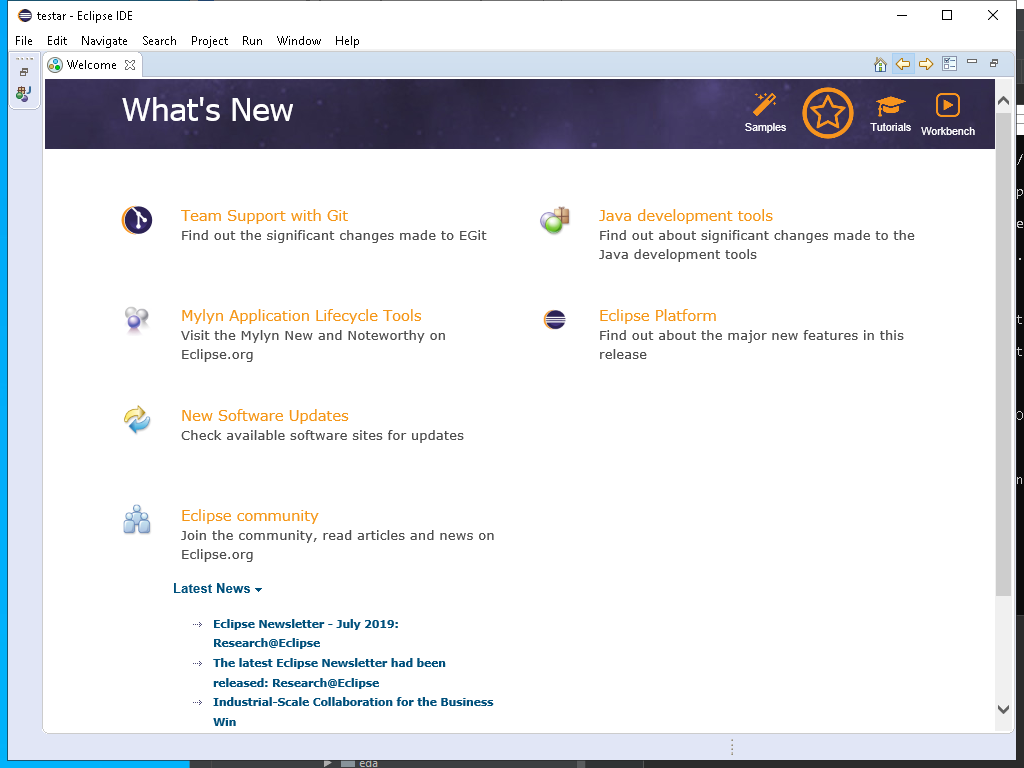 testar - Eclipse IDE
File Edit Navigate Search Project Run Window Help
Welcome
What's New
Samples
Tutorials
Workbench
Team Support with Git
Find out the significant changes made to EGit
Java development tools
Find out about significant changes made to the
Java development tools
Mylyn Application Lifecycle Tools
Visit the Mylyn New and Noteworthy on
Eclipse.org
Eclipse Platform
Find out about the major new features in this
release
New Software Updates
Check available software sites for updates
Eclipse community
Join the community, read articles and news on
Eclipse.org
Latest News
Eclipse Newsletter - July 2019:
Research@Eclipse
The latest Eclipse Newsletter had been
released: Research@Eclipse
Industrial-Scale Collaboration for the Business
Win
eda